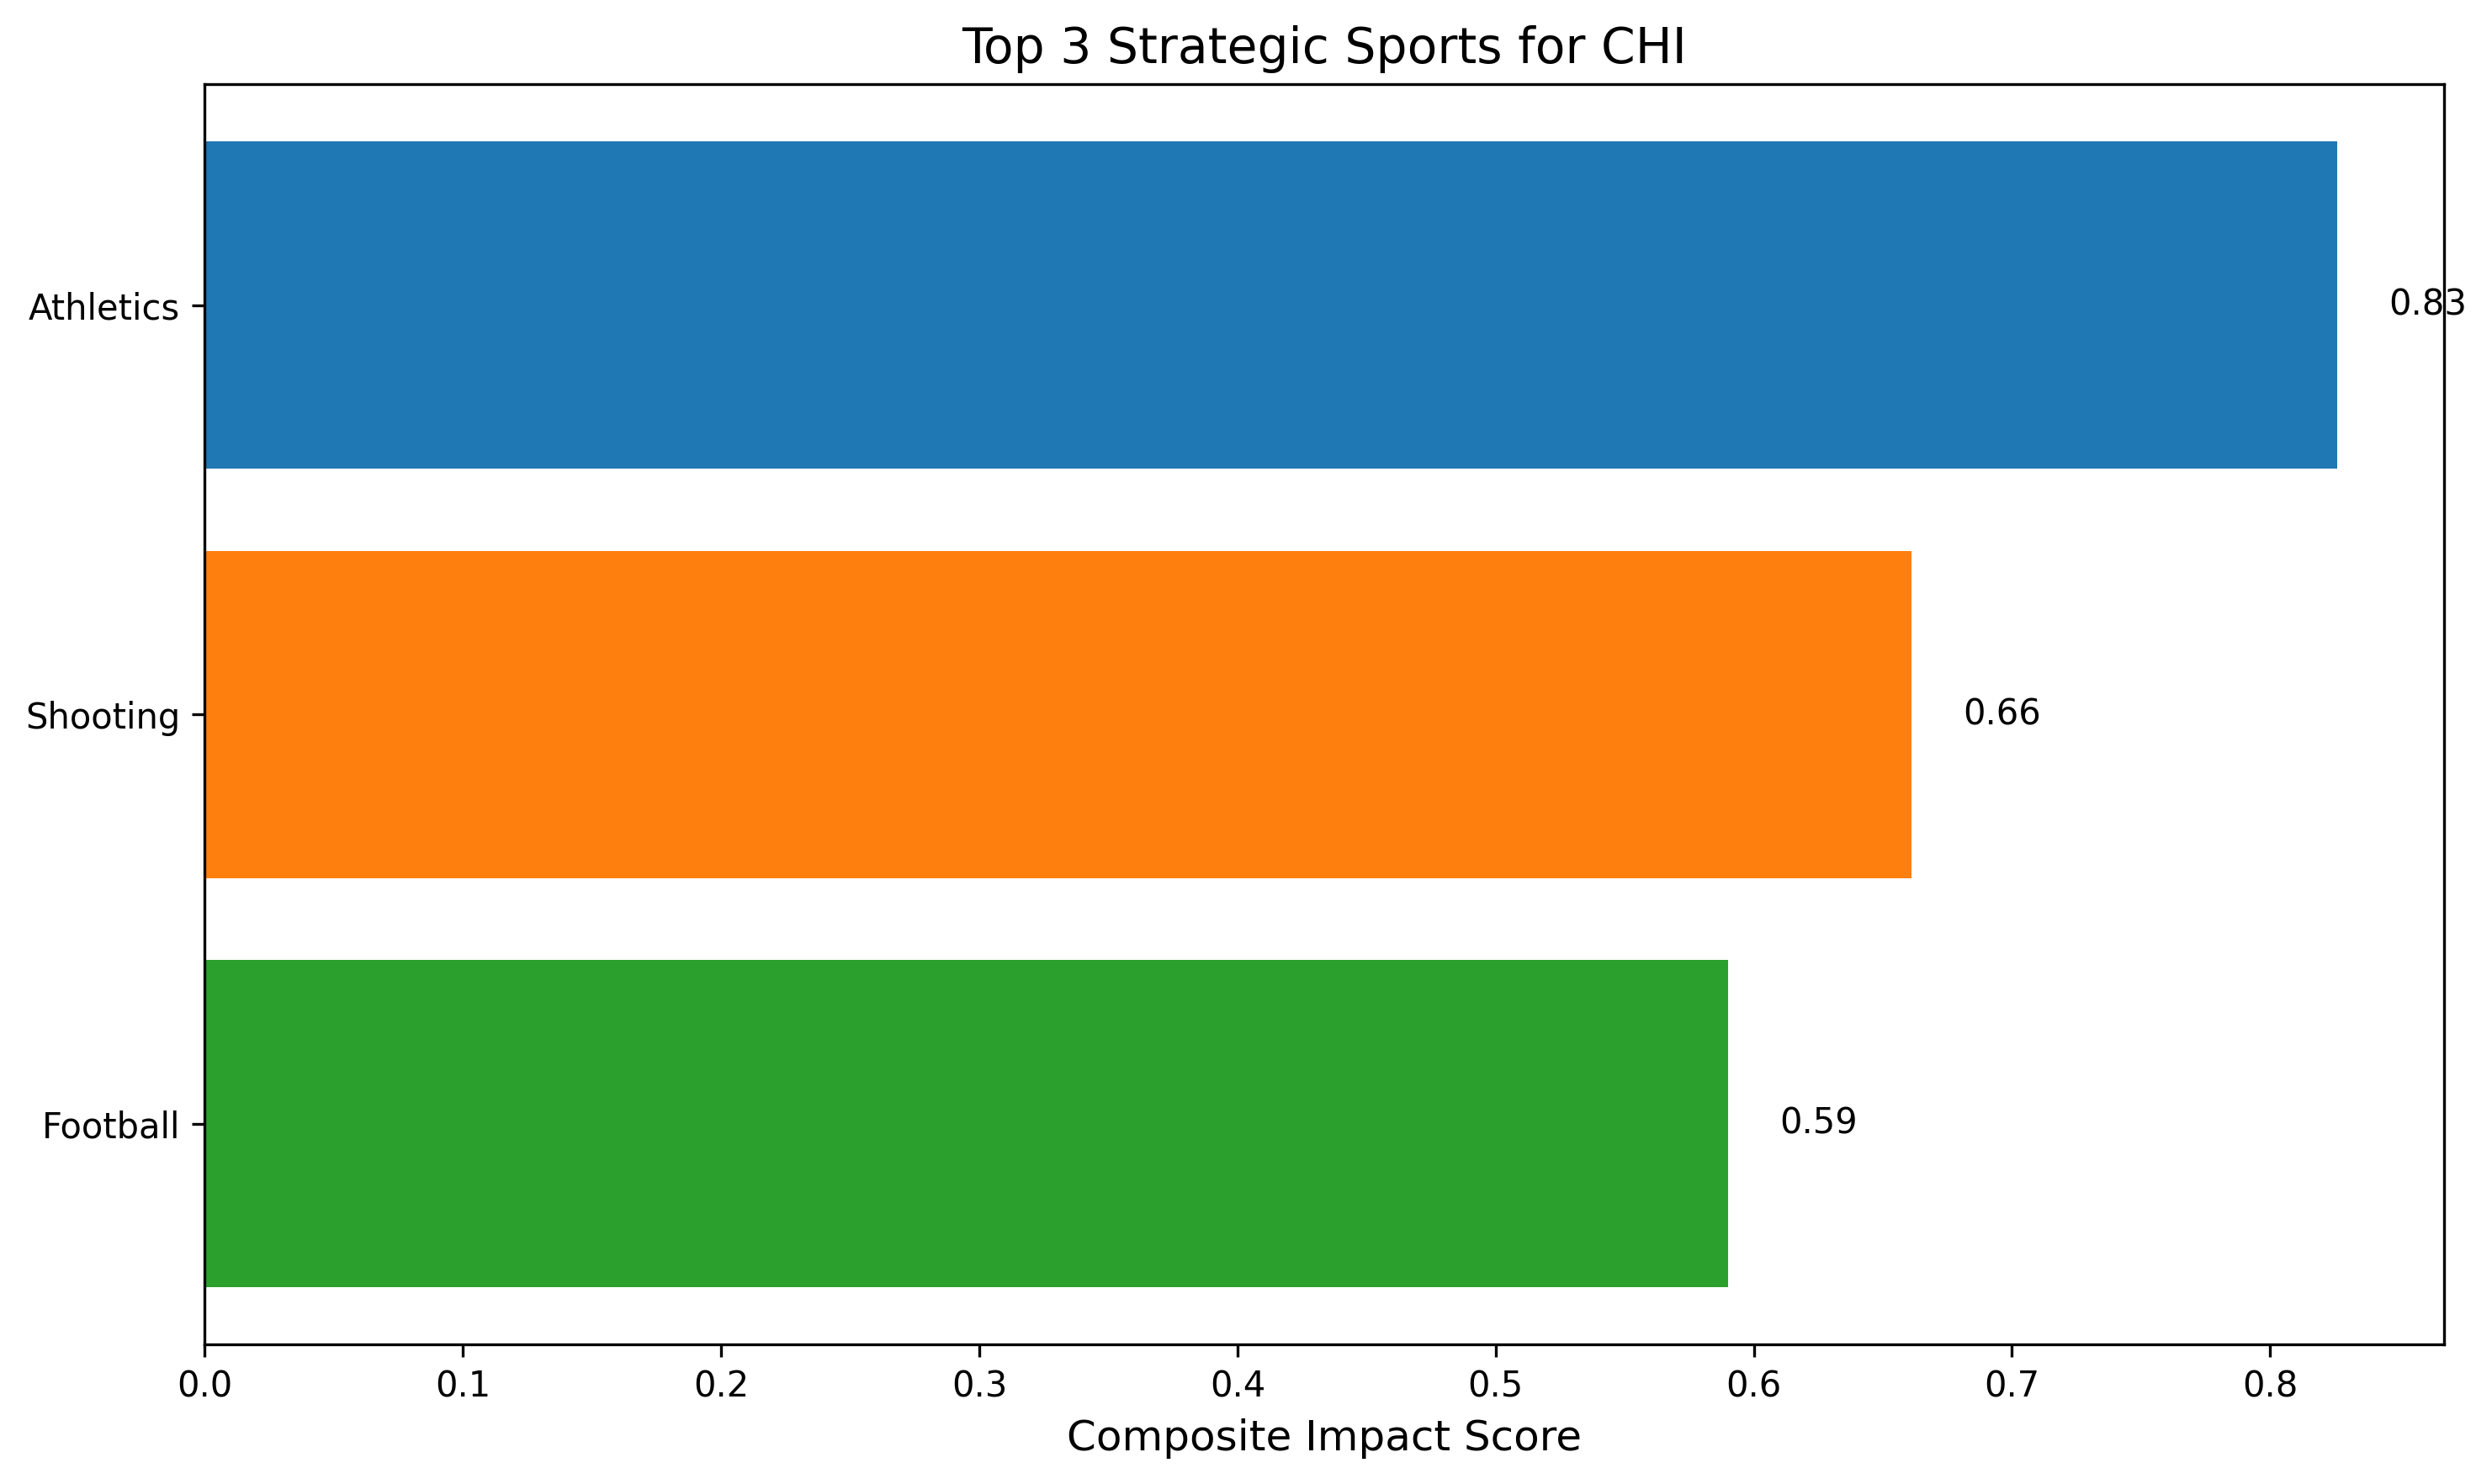 Top 3 Strategic Sports for CHI
Athletics
0.83
Shooting
0.66
Football
0.59
0.0 0.1 0.2 0.3 0.4 0.5 0.6 0.7 0.8
Composite Impact Score